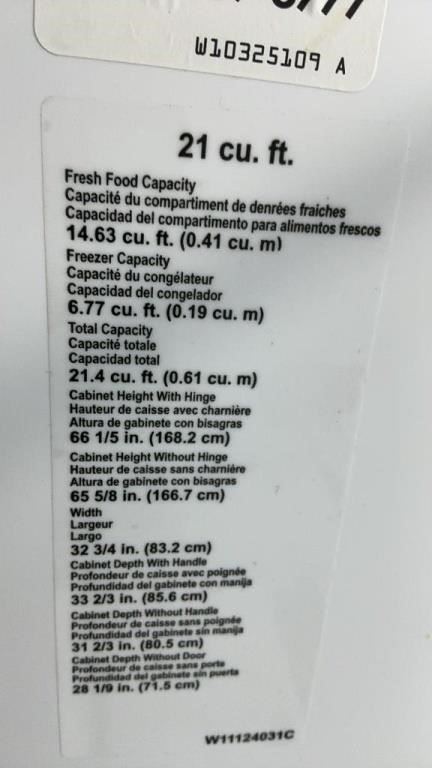 W10325109 A
21 cu. ft.
Fresh Food Capacity
Capacité du compartiment de denrées fraiches
Capacidad del compartimento para alimentos frescos
14.63 cu. ft. (0.41 cu. m)
Freezer Capacity
Capacité du congélateur
Capacidad del congelador
6.77 cu. ft. (0.19 cu. m)
Total Capacity
Capacité totale
Capacidad total
21.4 cu. ft. (0.61 cu. m)
Cabinet Height With Hinge
Hauteur de caisse avec charnière
Altura de gabinete con bisagras
66 1/5 in. (168.2 cm)
Cabinet Height Without Hinge
Hauteur de caisse sans charnière
Altura de gabinete con bisagras
65 5/8 in. (166.7 cm)
Width
Largeur
Largo
32 3/4 in. (83.2 cm)
Cabinet Depth With Handle
Profondeur de caisse avec poignée
Profundidad del gabinete con manija
33 2/3 in. (85.6 cm)
Cabinet Depth Without Handle
Profondeur de caisse sans poignée
Profundidad del gabinete sin manija
31 2/3 in. (80.5 cm)
Cabinet Depth Without Door
Profondeur de caisse sans porte
Profundidad del gabinete sin puerta
28 1/9 in. (71.5 cm)
W11124031C